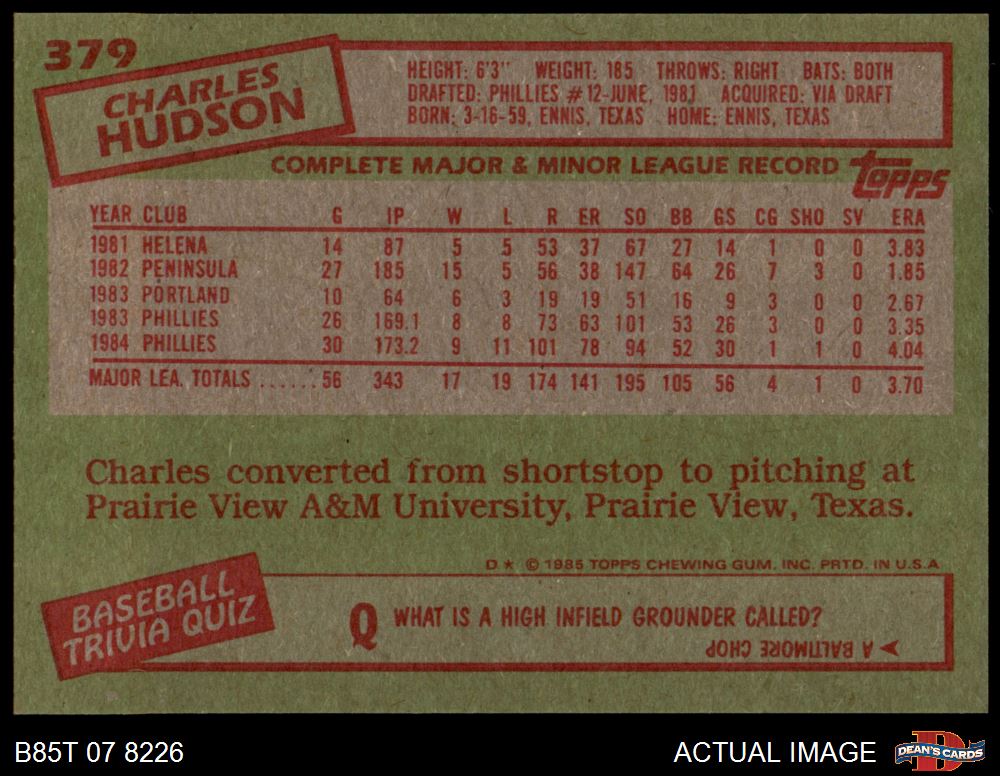 379
CHARLES
HUDSON
HEIGHT: 6'3" WEIGHT: 185 THROWS: RIGHT BATS: BOTH
DRAFTED: PHILLIES #12-JUNE, 1981 ACQUIRED: VIA DRAFT
BORN: 3-16-59, ENNIS, TEXAS HOME: ENNIS, TEXAS
COMPLETE MAJOR & MINOR LEAGUE RECORD topps
YEAR CLUB G IP W L R ER SO BB GS CG SHO SV ERA
1981 HELENA 14 87 5 5 53 37 67 27 14 1 0 0 3.83
1982 PENINSULA 27 185 15 5 56 38 147 64 26 7 3 0 1.85
1983 PORTLAND 10 64 6 3 19 19 51 16 9 3 0 0 2.67
1983 PHILLIES 26 169.1 8 8 73 63 101 53 26 3 0 0 3.35
1984 PHILLIES 30 173.2 9 11 101 78 94 52 30 1 1 0 4.04
MAJOR LEA. TOTALS ...... 56 343 17 19 174 141 195 105 56 4 1 0 3.70
Charles converted from shortstop to pitching at
Prairie View A&M University, Prairie View, Texas.
D* © 1985 TOPPS CHEWING GUM, INC. PRTD. IN U.S.A
BASEBALL
TRIVIA QUIZ
Q WHAT IS A HIGH INFIELD GROUNDER CALLED?
A BALTIMORE CHOP
B85T 07 8226
ACTUAL IMAGE
D
DEAN'S CARDS